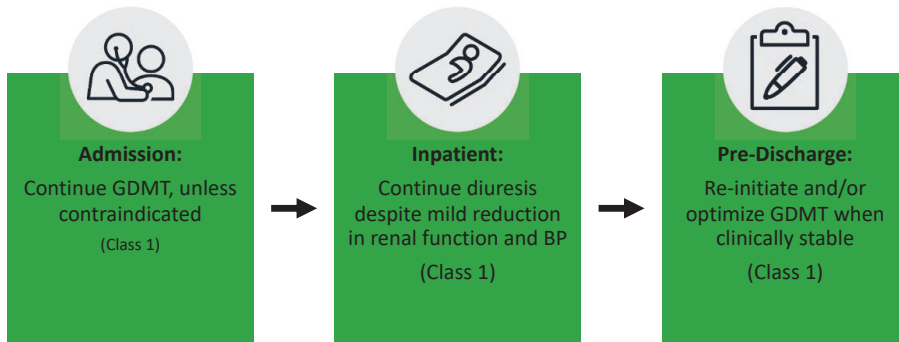 Admission:
Continue GDMT, unless
contraindicated
(Class 1)
Inpatient:
Continue diuresis
despite mild reduction
in renal function and BP
(Class 1)
Pre-Discharge:
Re-initiate and/or
optimize GDMT when
clinically stable
(Class 1)